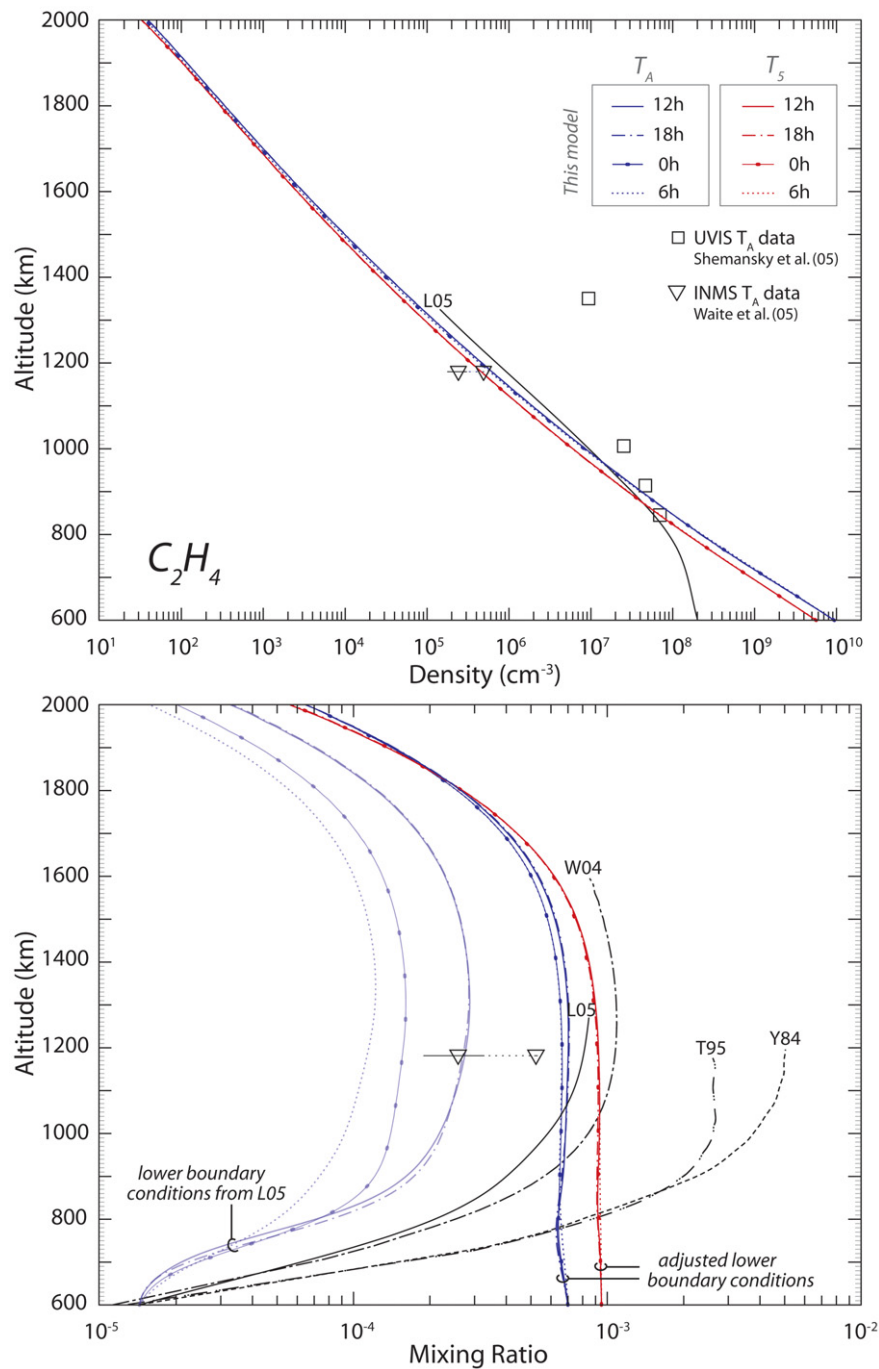 2000
1800
1600
1400
1200
1000
800
600
Altitude (km)
T_A
T_5
12h
12h
18h
18h
0h
0h
6h
6h
This model
UVIS T_A data
Shemansky et al. (05)
INMS T_A data
Waite et al. (05)
L05
C_2H_4
10^1 10^2 10^3 10^4 10^5 10^6 10^7 10^8 10^9 10^10
Density (cm^-3)
2000
1800
1600
1400
1200
1000
800
600
Altitude (km)
W04
L05
T95
Y84
lower boundary
conditions from L05
adjusted lower
boundary conditions
10^-5 10^-4 10^-3 10^-2
Mixing Ratio